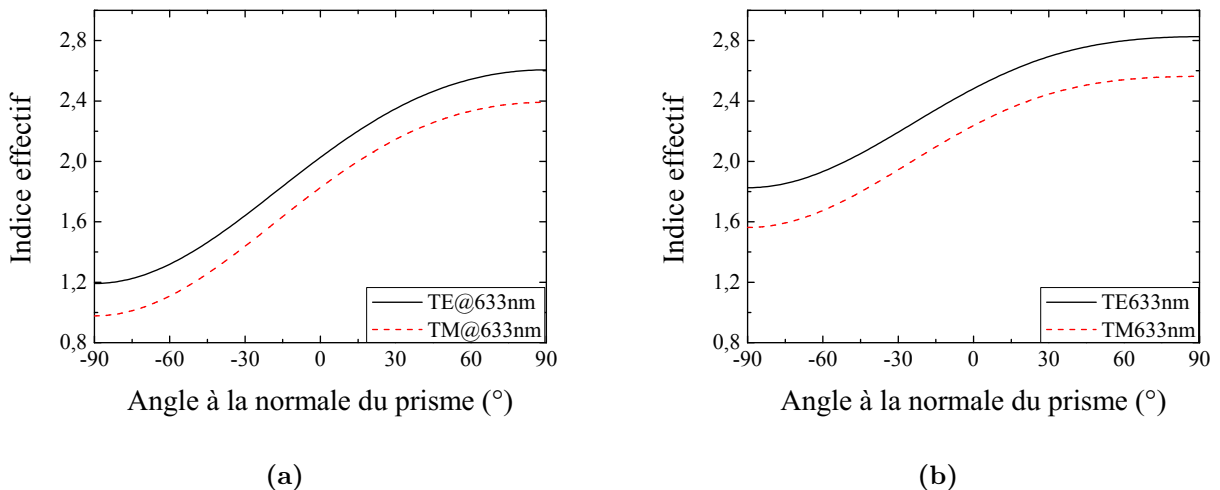 2,8
2,4
2,0
1,6
1,2
0,8
Indice effectif
-90 -60 -30 0 30 60 90
Angle à la normale du prisme (°)
TE@633nm
TM@633nm
(a)
2,8
2,4
2,0
1,6
1,2
0,8
Indice effectif
-90 -60 -30 0 30 60 90
Angle à la normale du prisme (°)
TE633nm
TM633nm
(b)